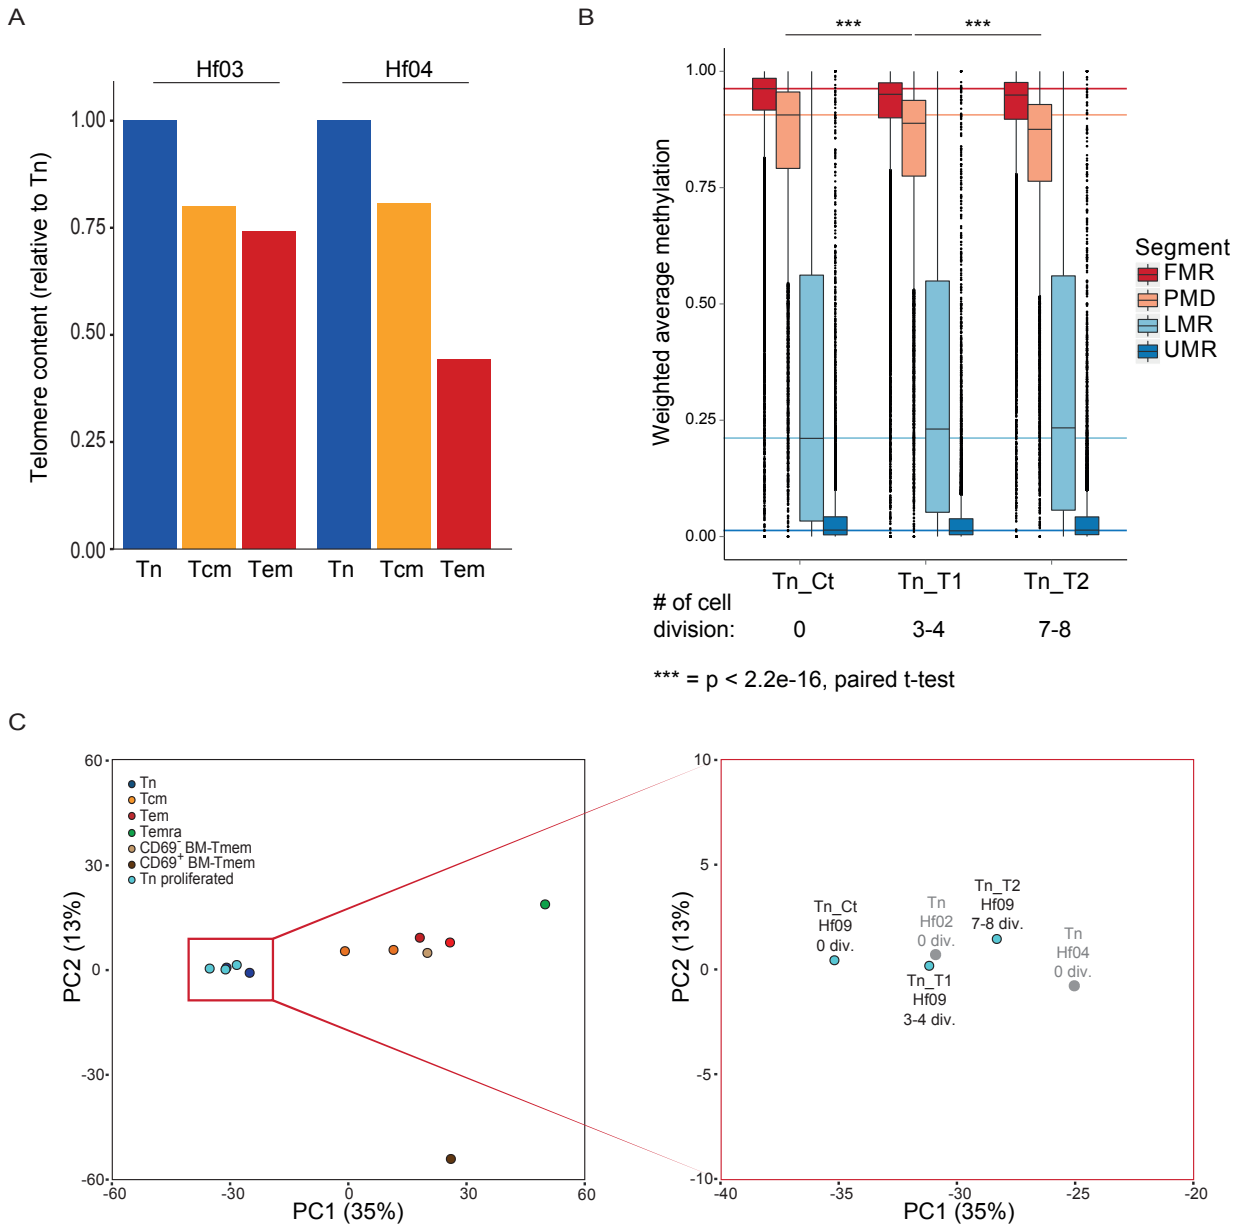 A
Hf03
Hf04
Telomere content (relative to Tn)
1.00
0.75
0.50
0.25
0.00
Tn
Tcm
Tem
Tn
Tcm
Tem
B
***
***
Weighted average methylation
1.00
0.75
0.50
0.25
0.00
Segment
FMR
PMD
LMR
UMR
Tn_Ct
Tn_T1
Tn_T2
# of cell
division:
0
3-4
7-8
*** = p < 2.2e-16, paired t-test
C
PC2 (13%)
60
30
0
-30
-60
Tn
Tcm
Tem
Temra
CD69- BM-Tmem
CD69+ BM-Tmem
Tn proliferated
-60
-30
0
30
60
PC1 (35%)
PC2 (13%)
10
5
0
-5
-10
Tn_Ct
Hf09
0 div.
Tn
Hf02
0 div.
Tn_T1
Hf09
3-4 div.
Tn_T2
Hf09
7-8 div.
Tn
Hf04
0 div.
-40
-35
-30
-25
-20
PC1 (35%)